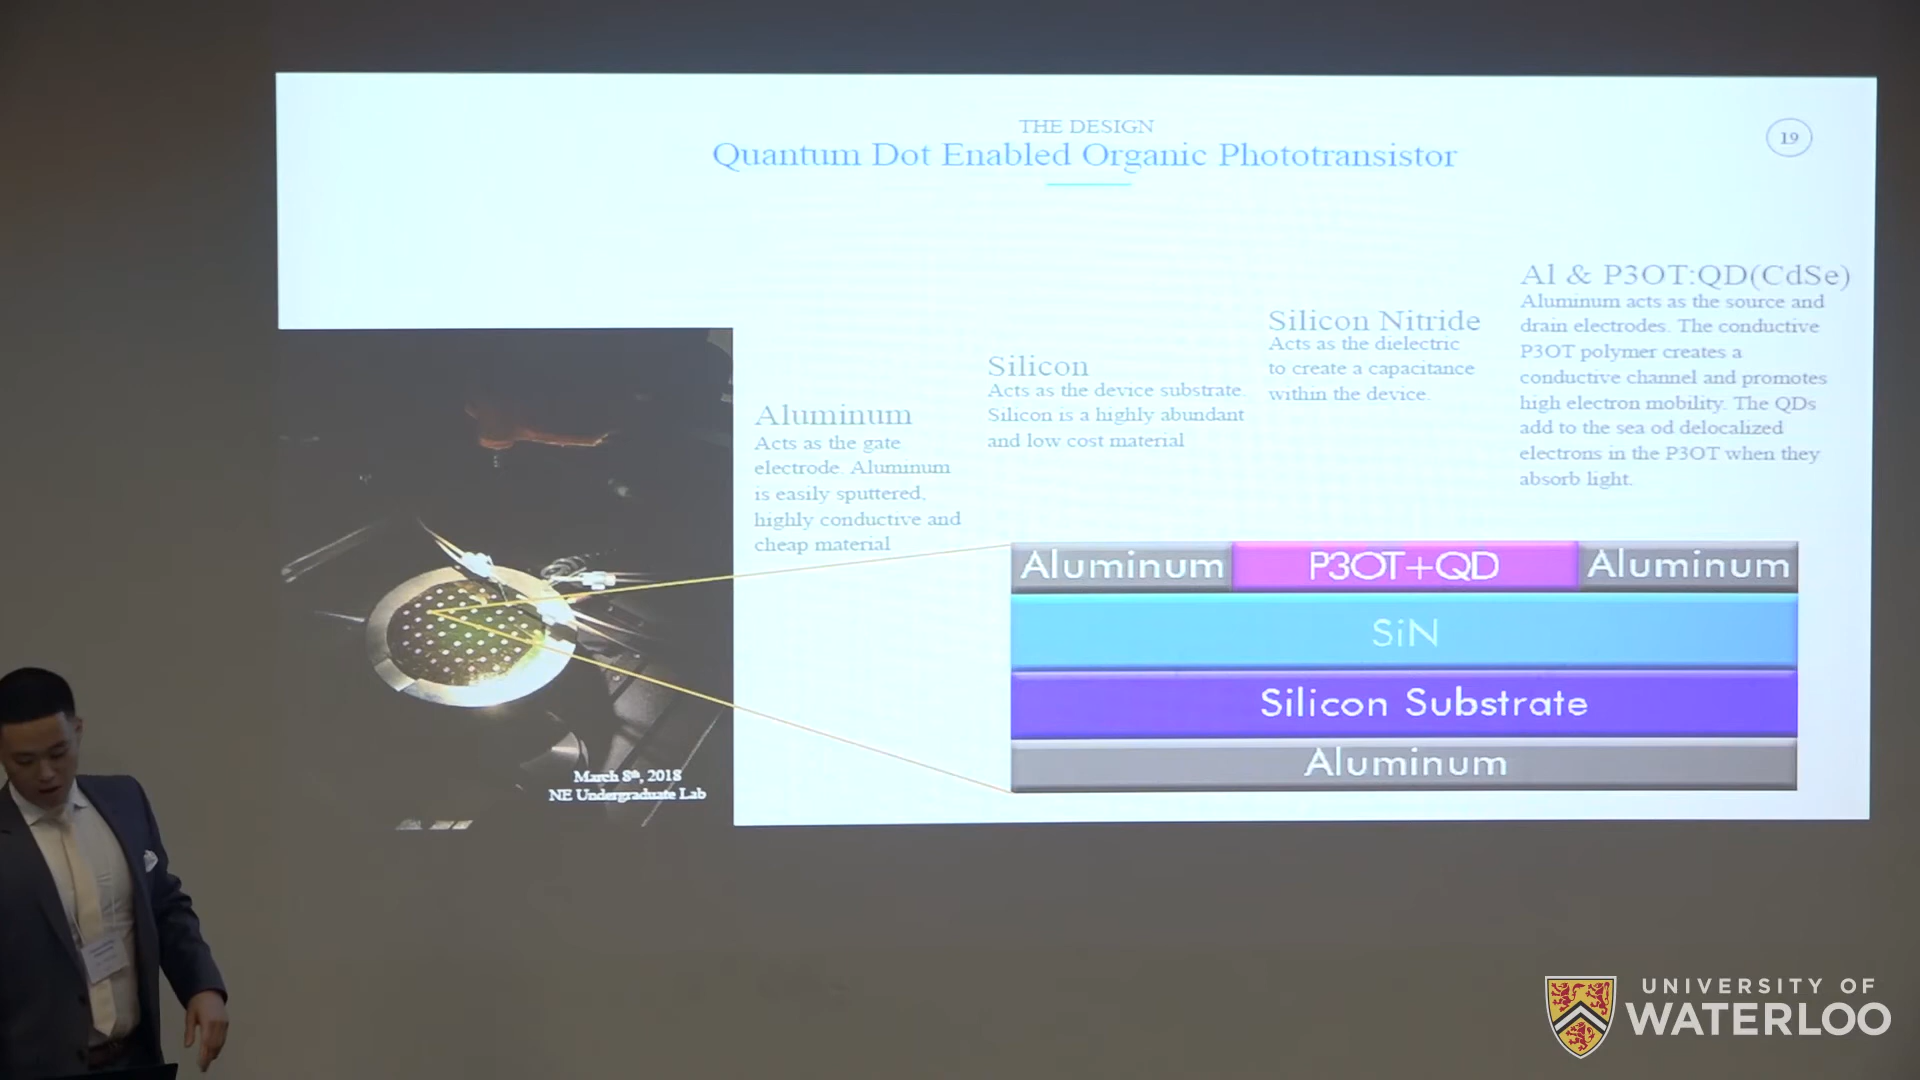 THE DESIGN
Quantum Dot Enabled Organic Phototransistor
19
Aluminum
Acts as the gate
electrode. Aluminum
is easily sputtered,
highly conductive and
cheap material
Silicon
Acts as the device substrate.
Silicon is a highly abundant
and low cost material
Silicon Nitride
Acts as the dielectric
to create a capacitance
within the device.
Al & P3OT:QD(CdSe)
Aluminum acts as the source and
drain electrodes. The conductive
P3OT polymer creates a
conductive channel and promotes
high electron mobility. The QDs
add to the sea od delocalized
electrons in the P3OT when they
absorb light.
Aluminum P3OT+QD Aluminum
SiN
Silicon Substrate
Aluminum
March 8th, 2018
NE Undergraduate Lab
UNIVERSITY OF
WATERLOO